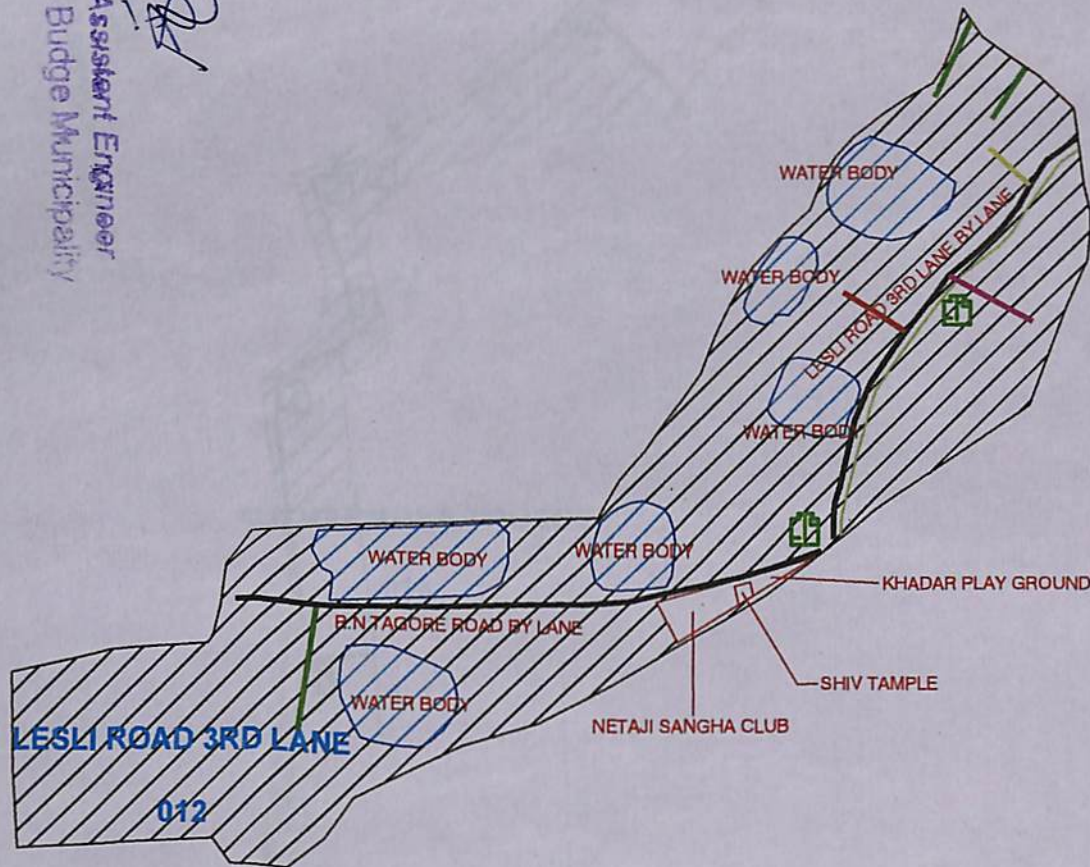 Assistent Engineer
Budge Municipality
WATER BODY
WATER BODY
LESLI ROAD 3RD LANE BY LANE
WATER BODY
WATER BODY
WATER BODY
KHADAR PLAY GROUND
R.N.TAGORE ROAD BY LANE
SHIV TAMPLE
WATER BODY
NETAJI SANGHA CLUB
LESLI ROAD 3RD LANE
012